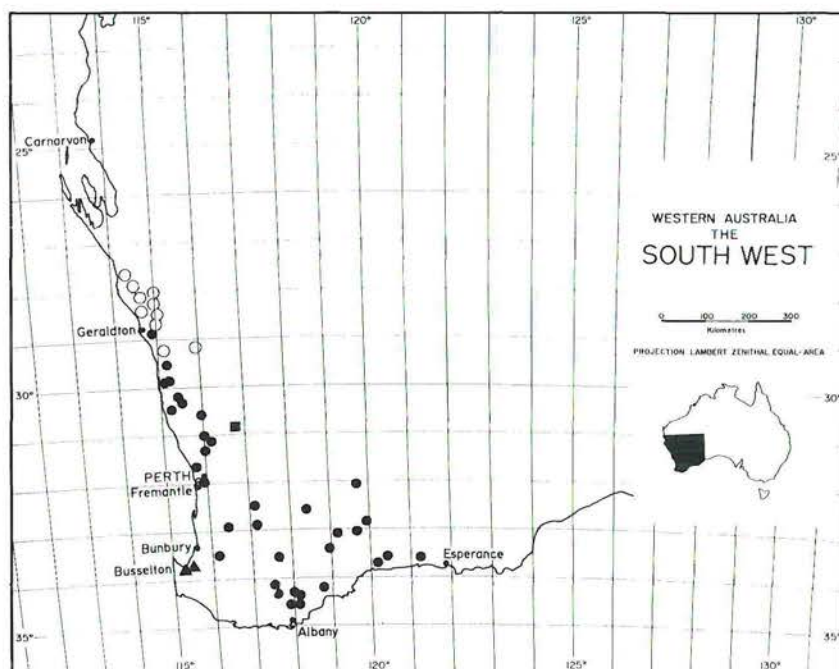 115° 120° 125° 130°
Carnarvon
25° 25°
WESTERN AUSTRALIA
THE
SOUTH WEST
Geraldton
0 100 200 300
Kilometres
PROJECTION LAMBERT ZENITHAL EQUAL-AREA
30° 30°
PERTH
Fremantle
Bunbury
Esperance
Busselton
Albany
35° 35°
115° 120° 125° 130°